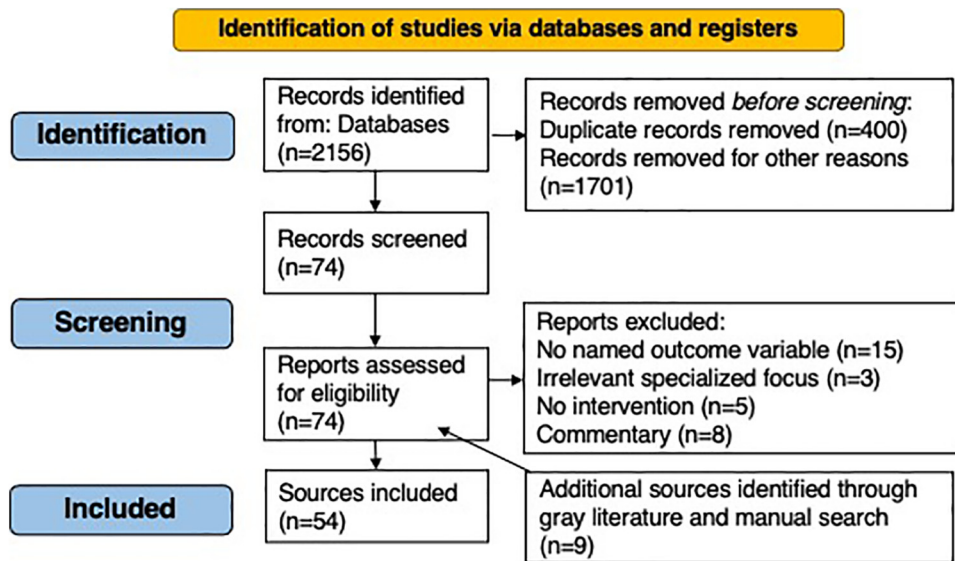 Identification of studies via databases and registers
Identification
Records identified
from: Databases
(n=2156)
Records removed before screening:
Duplicate records removed (n=400)
Records removed for other reasons
(n=1701)
Records screened
(n=74)
Screening
Reports assessed
for eligibility
(n=74)
Reports excluded:
No named outcome variable (n=15)
Irrelevant specialized focus (n=3)
No intervention (n=5)
Commentary (n=8)
Included
Sources included
(n=54)
Additional sources identified through
gray literature and manual search
(n=9)